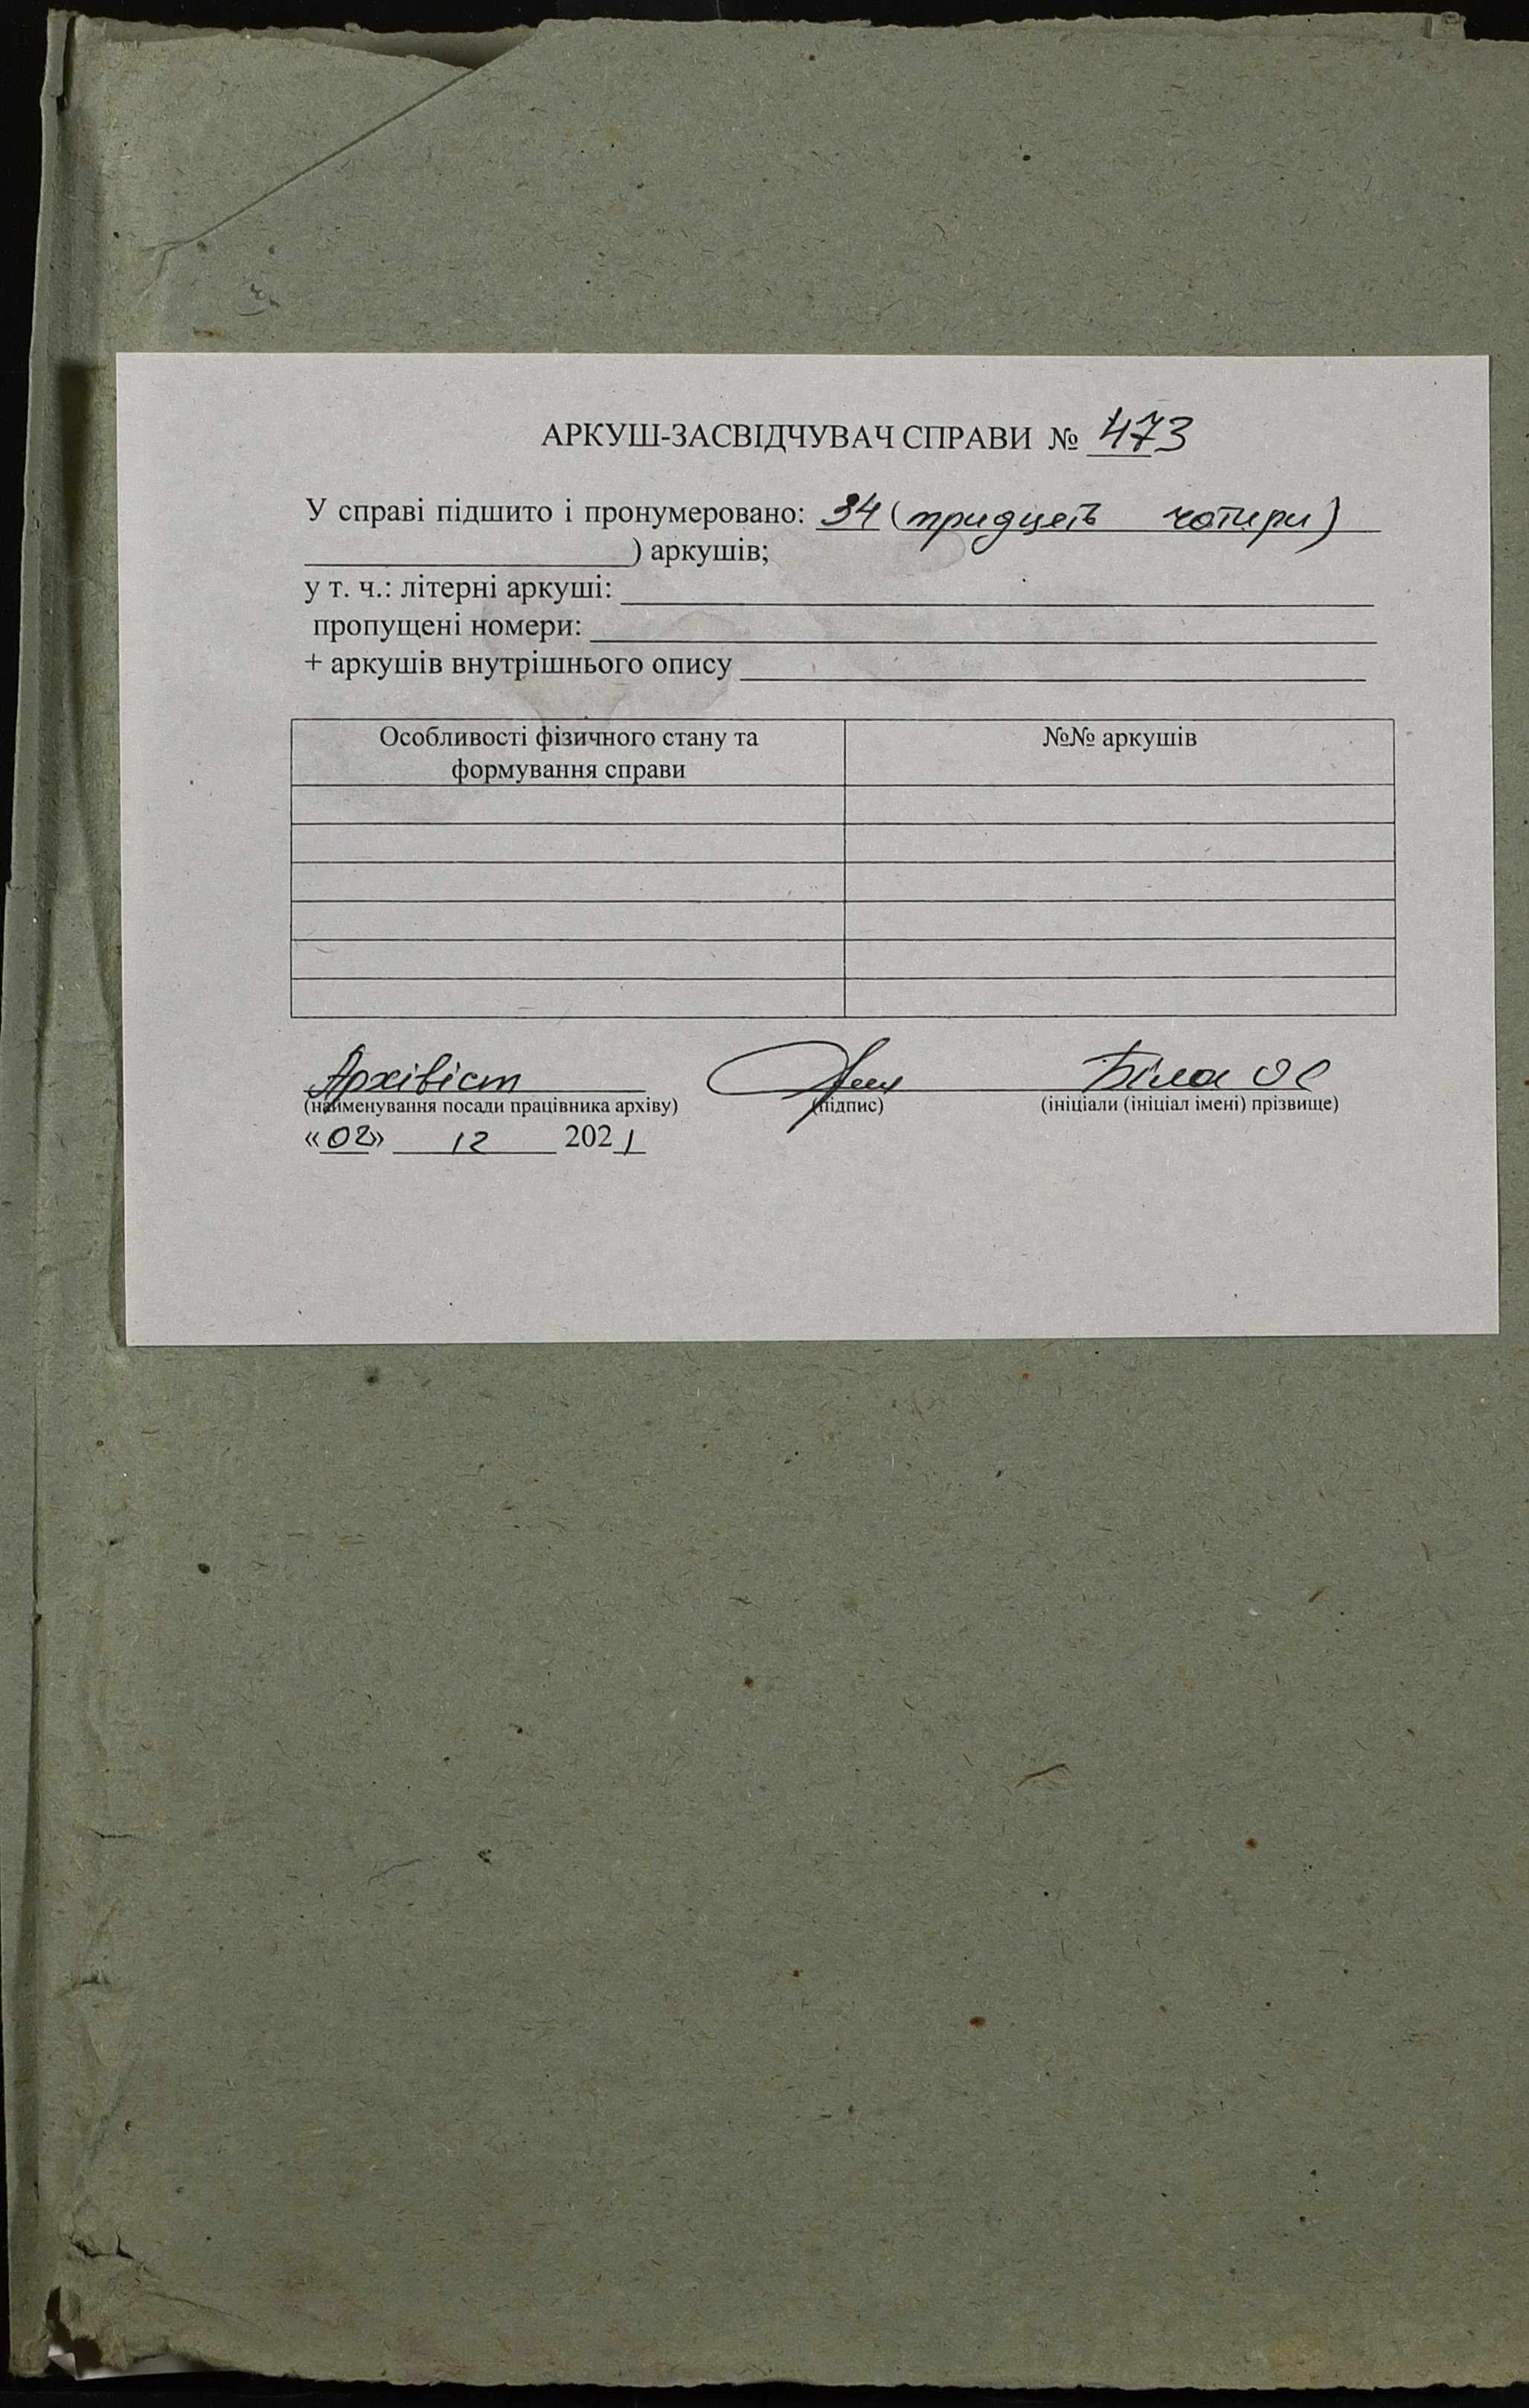 АРКУШ-ЗАСВІДЧУВАЧ СПРАВИ № 473
У справі підшито і пронумеровано: 34 (тридцять чотири)
) аркушів;
у т. ч.: літерні аркуші:
пропущені номери:
+ аркушів внутрішнього опису
Особливості фізичного стану та №№ аркушів
формування справи
Архівіст Біла ОС
(найменування посади працівника архіву) (підпис) (ініціали (ініціал імені) прізвище)
«02» 12 2021